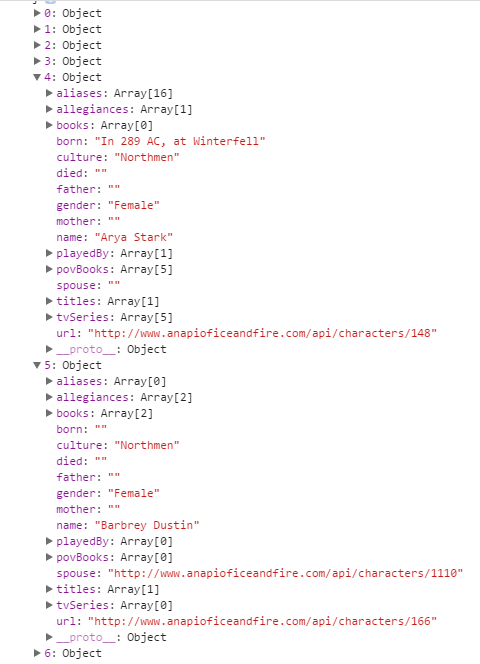 0: Object
1: Object
2: Object
3: Object
4: Object
aliases: Array[16]
allegiances: Array[1]
books: Array[0]
born: "In 289 AC, at Winterfell"
culture: "Northmen"
died: ""
father: ""
gender: "Female"
mother: ""
name: "Arya Stark"
playedBy: Array[1]
povBooks: Array[5]
spouse: ""
titles: Array[1]
tvSeries: Array[5]
url: "http://www.anapioficeandfire.com/api/characters/148"
__proto__: Object
5: Object
aliases: Array[0]
allegiances: Array[2]
books: Array[2]
born: ""
culture: "Northmen"
died: ""
father: ""
gender: "Female"
mother: ""
name: "Barbrey Dustin"
playedBy: Array[0]
povBooks: Array[0]
spouse: "http://www.anapioficeandfire.com/api/characters/1110"
titles: Array[1]
tvSeries: Array[0]
url: "http://www.anapioficeandfire.com/api/characters/166"
__proto__: Object
6: Object